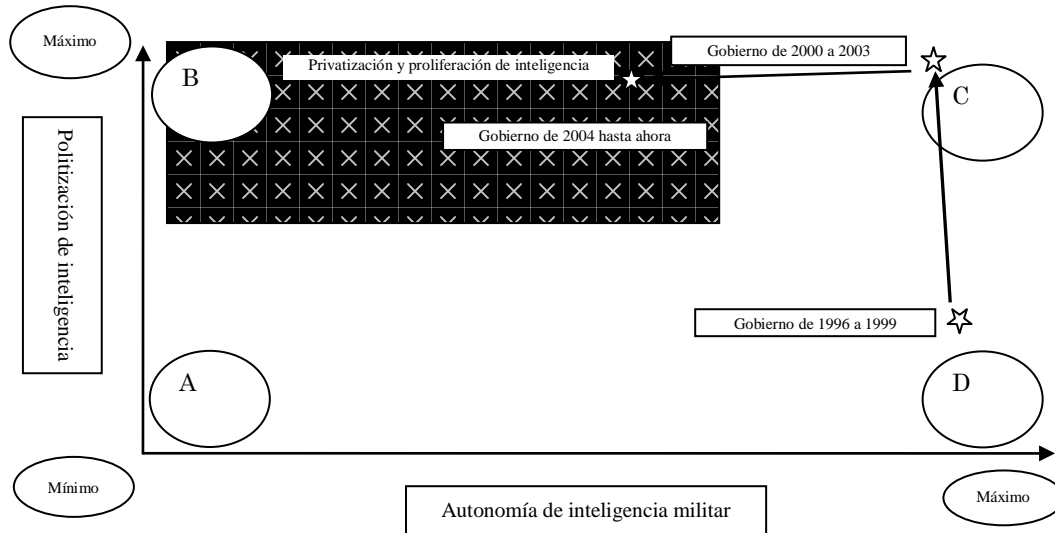 Máximo
Gobierno de 2000 a 2003
Privatización y proliferación de inteligencia
B
C
Gobierno de 2004 hasta ahora
Politización de inteligencia
Gobierno de 1996 a 1999
A
D
Mínimo
Máximo
Autonomía de inteligencia militar